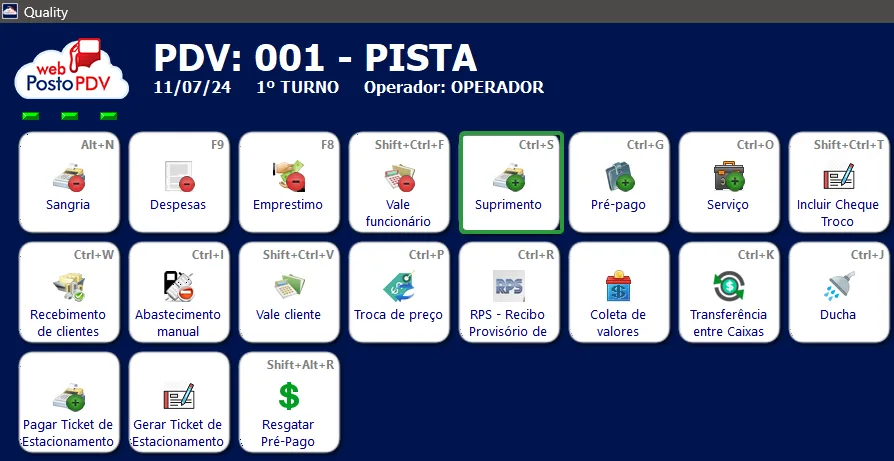 Quality
web
PostoPDV
PDV: 001 - PISTA
11/07/24 1º TURNO Operador: OPERADOR
Alt+N
Sangria
F9
Despesas
F8
Emprestimo
Shift+Ctrl+F
Vale
funcionário
Ctrl+S
Suprimento
Ctrl+G
Pré-pago
Ctrl+O
Serviço
Shift+Ctrl+T
Incluir Cheque
Troco
Ctrl+W
Recebimento
de clientes
Ctrl+I
Abastecimento
manual
Shift+Ctrl+V
Vale cliente
Ctrl+P
Troca de preço
Ctrl+R
RPS
RPS - Recibo
Provisório de
Coleta de
valores
Ctrl+K
Transferência
entre Caixas
Ctrl+J
Ducha
Pagar Ticket de
Estacionamento
Gerar Ticket de
Estacionamento
Shift+Alt+R
$
Resgatar
Pré-Pago